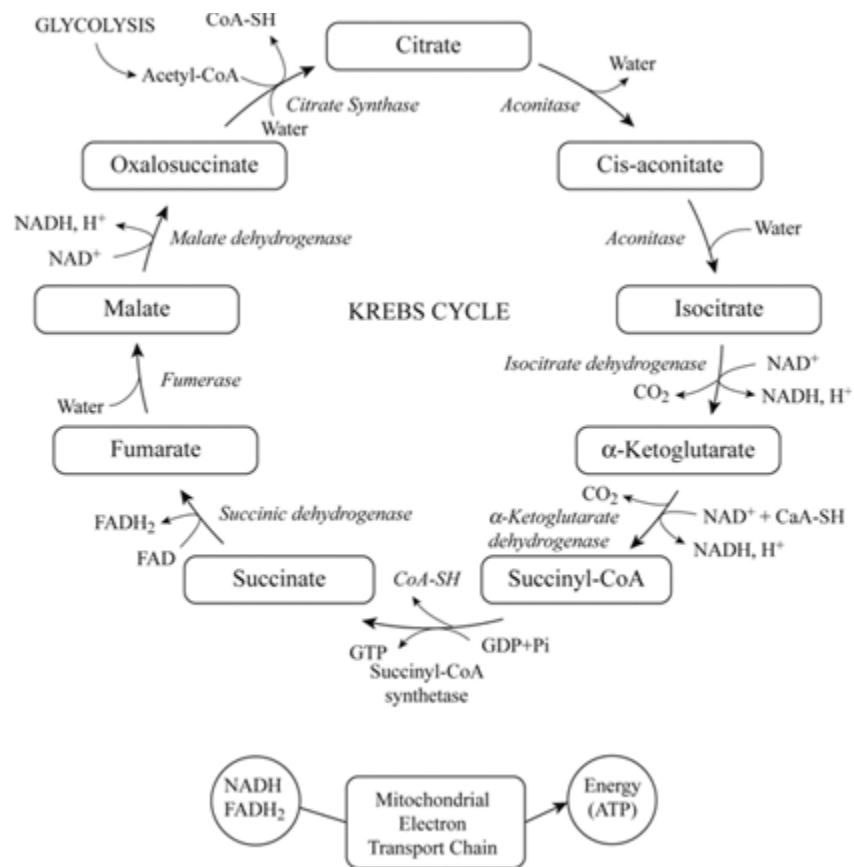 GLYCOLYSIS
CoA-SH
Acetyl-CoA
Citrate
Water
Citrate Synthase
Water
Aconitase
Oxalosuccinate
Cis-aconitate
NADH, H⁺
NAD⁺
Malate dehydrogenase
Aconitase
Water
Malate
KREBS CYCLE
Isocitrate
Water
Fumerase
Isocitrate dehydrogenase
NAD⁺
CO₂
NADH, H⁺
Fumarate
α-Ketoglutarate
FADH₂
FAD
Succinic dehydrogenase
CO₂
α-Ketoglutarate
dehydrogenase
NAD⁺ + CaA-SH
NADH, H⁺
Succinate
CoA-SH
Succinyl-CoA
GTP
GDP+Pi
Succinyl-CoA
synthetase
NADH
FADH₂
Mitochondrial
Electron
Transport Chain
Energy
(ATP)